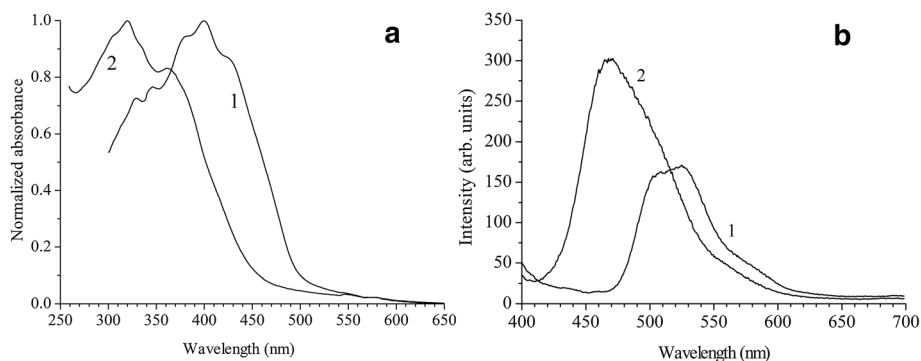 a
1.0
0.8
0.6
0.4
0.2
0.0
Normalized absorbance
2
1
250 300 350 400 450 500 550 600 650
Wavelength (nm)
b
350
300
250
200
150
100
50
0
Intensity (arb. units)
2
1
400 450 500 550 600 650 700
Wavelength (nm)